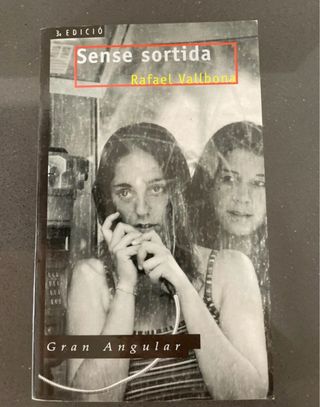 3a EDICIÓ
Sense sortida
Rafael Vallbona
Gran Angular